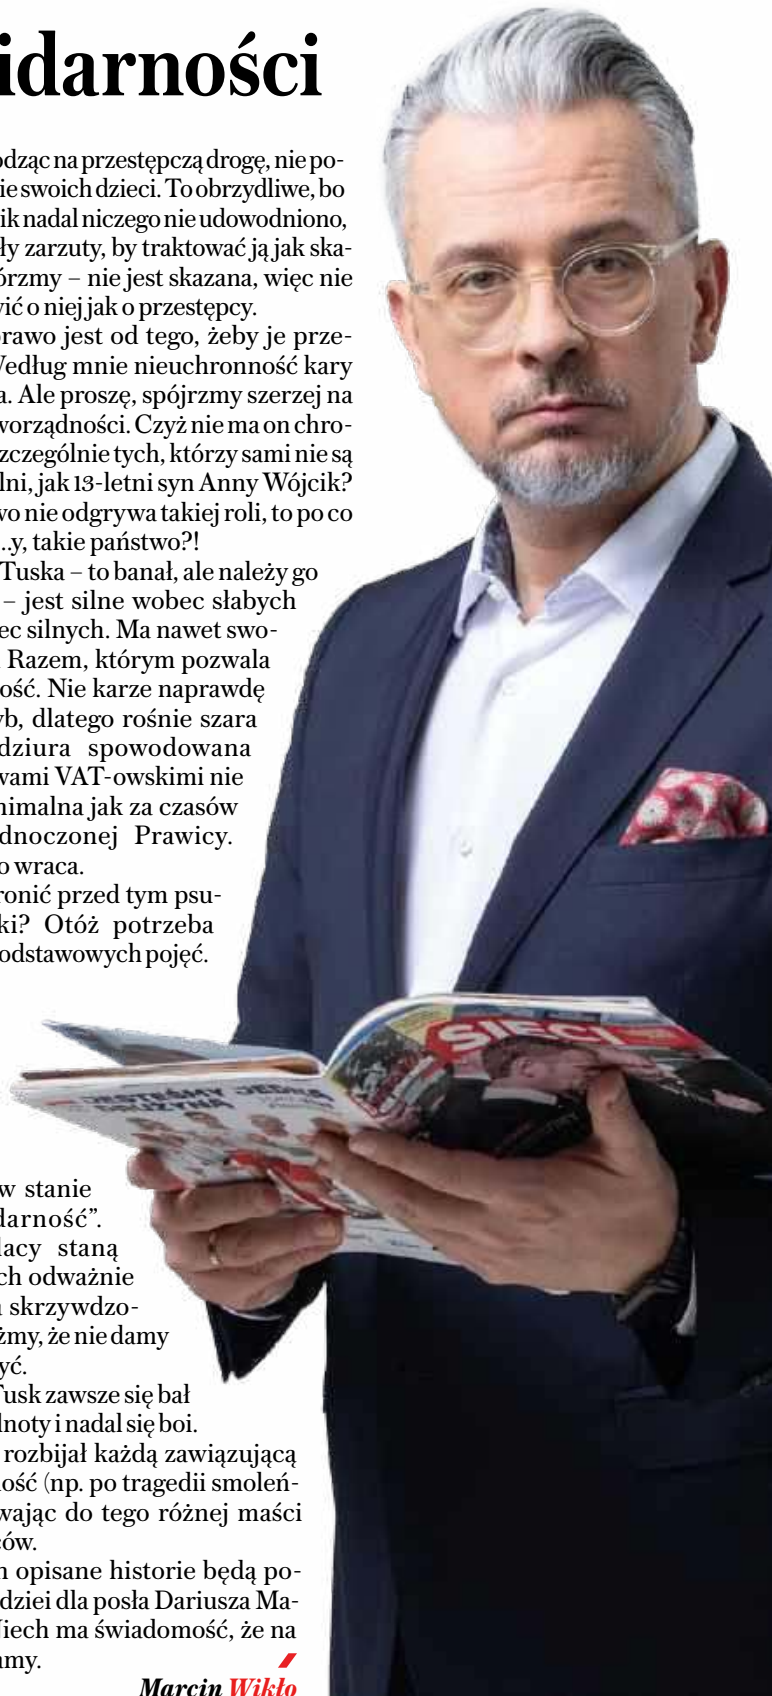 idarności
odząc na przestępczą drogę, nie po-
ie swoich dzieci. To obrzydliwe, bo
ik nadal niczego nie udowodniono,
ły zarzuty, by traktować ją jak ska-
órzmy – nie jest skazana, więc nie
vić o niej jak o przestępcy.
prawo jest od tego, żeby je prze-
Według mnie nieuchronność kary
a. Ale proszę, spójrzmy szerzej na
worządności. Czyż nie ma on chro-
zczególnie tych, którzy sami nie są
lni, jak 13-letni syn Anny Wójcik?
wo nie odgrywa takiej roli, to po co
..y, takie państwo?!
Tuska – to banał, ale należy go
– jest silne wobec słabych
ec silnych. Ma nawet swo-
Razem, którym pozwala
ość. Nie karze naprawdę
yb, dlatego rośnie szara
dziura spowodowana
wami VAT-owskimi nie
nimalna jak za czasów
dnoczonej Prawicy.
o wraca.
ronić przed tym psu-
ki? Otóż potrzeba
odstawowych pojęć.
SIECI
JESTEŚMY JEDNĄ
DRUŻYNĄ
w stanie
darność”.
lacy staną
ch odważnie
skrzywdzo-
żmy, że nie damy
yć.
Tusk zawsze się bał
dnoty i nadal się boi.
rozbijał każdą zawiązującą
ość (np. po tragedii smoleń-
wając do tego różnej maści
ców.
opisane historie będą po-
dziei dla posła Dariusza Ma-
Niech ma świadomość, że na
amy.
Marcin Wikło